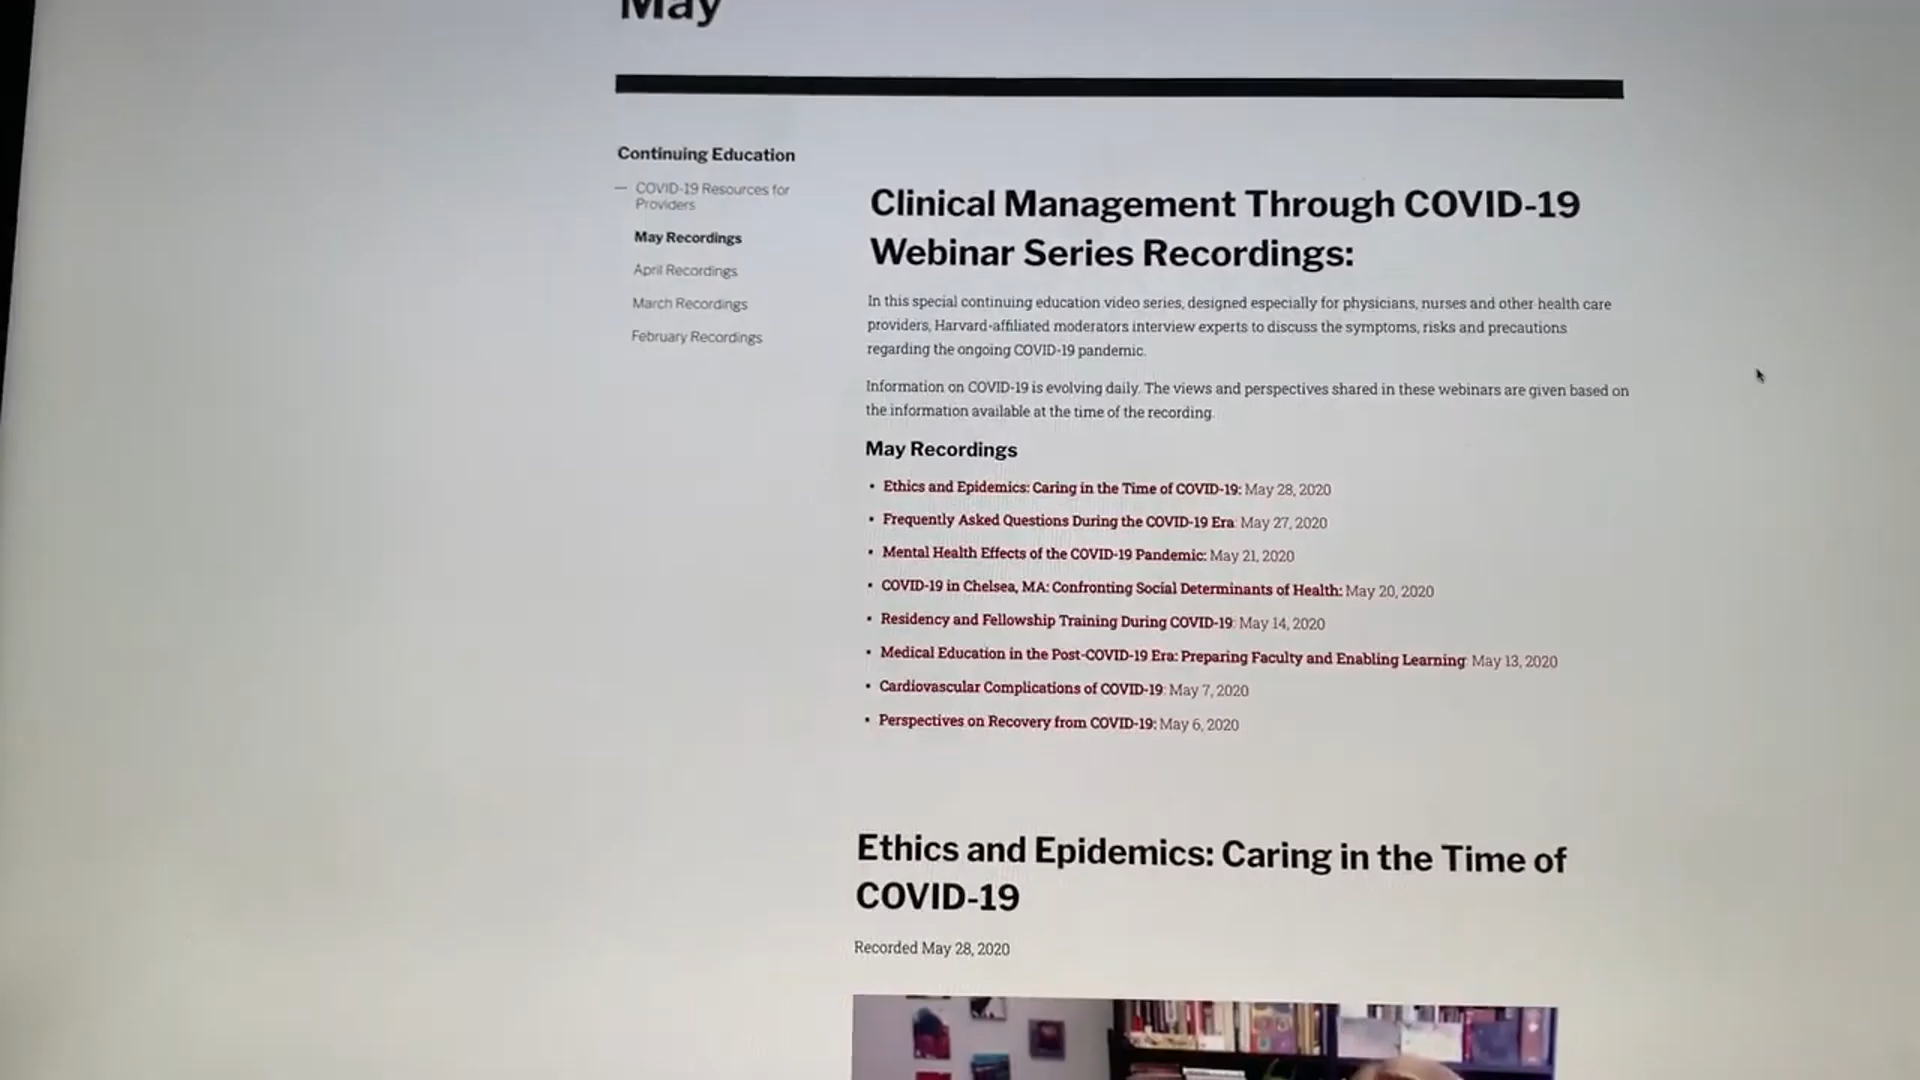 May
Continuing Education
— COVID-19 Resources for
Providers
May Recordings
April Recordings
March Recordings
February Recordings
Clinical Management Through COVID-19
Webinar Series Recordings:
In this special continuing education video series, designed especially for physicians, nurses and other health care
providers, Harvard-affiliated moderators interview experts to discuss the symptoms, risks and precautions
regarding the ongoing COVID-19 pandemic.
Information on COVID-19 is evolving daily. The views and perspectives shared in these webinars are given based on
the information available at the time of the recording.
May Recordings
• Ethics and Epidemics: Caring in the Time of COVID-19: May 28, 2020
• Frequently Asked Questions During the COVID-19 Era: May 27, 2020
• Mental Health Effects of the COVID-19 Pandemic: May 21, 2020
• COVID-19 in Chelsea, MA: Confronting Social Determinants of Health: May 20, 2020
• Residency and Fellowship Training During COVID-19: May 14, 2020
• Medical Education in the Post-COVID-19 Era: Preparing Faculty and Enabling Learning: May 13, 2020
• Cardiovascular Complications of COVID-19: May 7, 2020
• Perspectives on Recovery from COVID-19: May 6, 2020
Ethics and Epidemics: Caring in the Time of
COVID-19
Recorded May 28, 2020